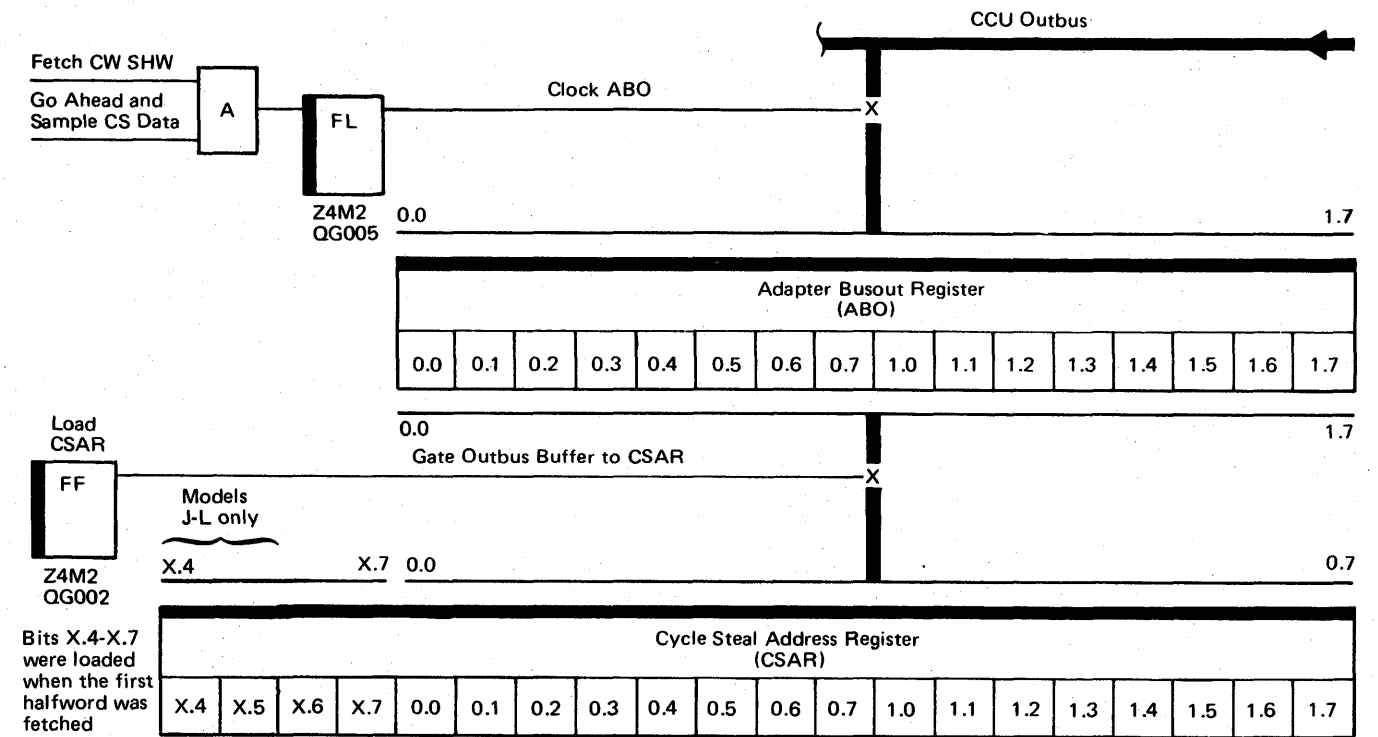 CCU Outbus
Fetch CW SHW
Go Ahead and
Sample CS Data
A
FL
Clock ABO
X
Z4M2
QG005
0.0
1.7
Adapter Busout Register
(ABO)
0.0 0.1 0.2 0.3 0.4 0.5 0.6 0.7 1.0 1.1 1.2 1.3 1.4 1.5 1.6 1.7
Load
CSAR
0.0
1.7
Gate Outbus Buffer to CSAR
X
FF
Models
J-L only
X.4
X.7
0.0
0.7
Z4M2
QG002
Bits X.4-X.7
were loaded
when the first
halfword was
fetched
Cycle Steal Address Register
(CSAR)
X.4 X.5 X.6 X.7 0.0 0.1 0.2 0.3 0.4 0.5 0.6 0.7 1.0 1.1 1.2 1.3 1.4 1.5 1.6 1.7